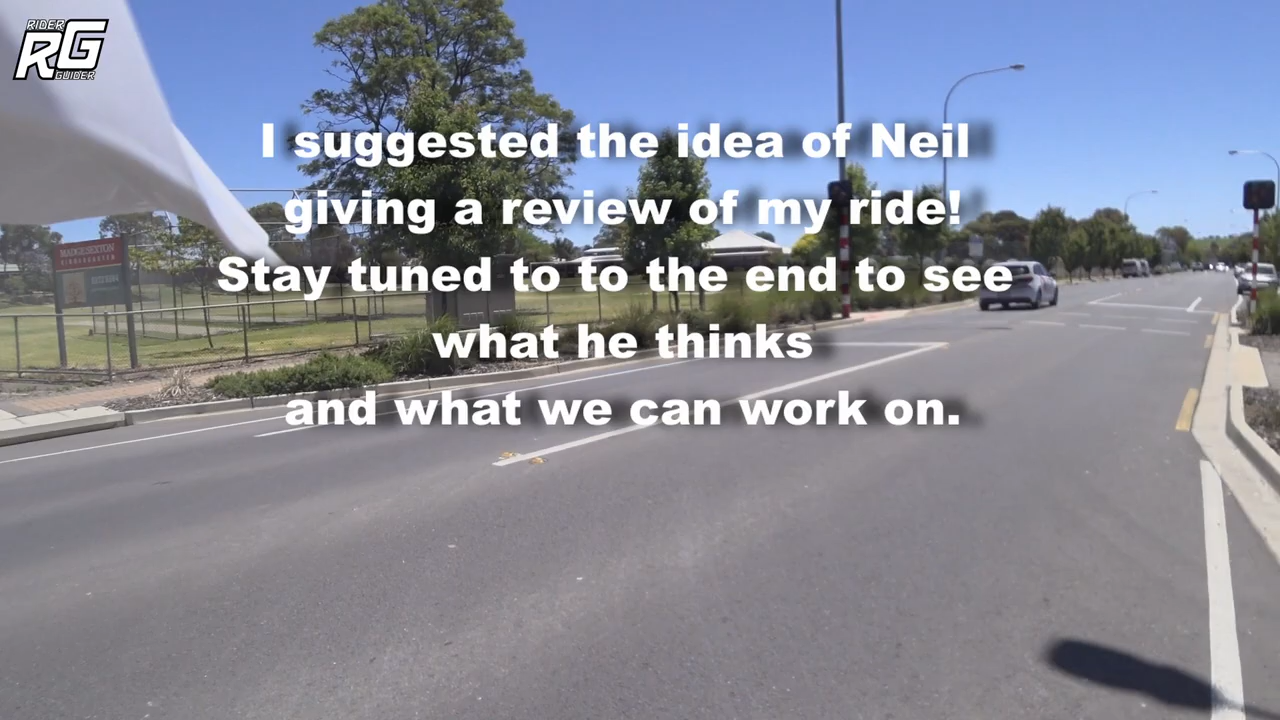 RIDER
RG
GUIDER
I suggested the idea of Neil
giving a review of my ride!
Stay tuned to to the end to see
what he thinks
and what we can work on.
KINDERGARTEN